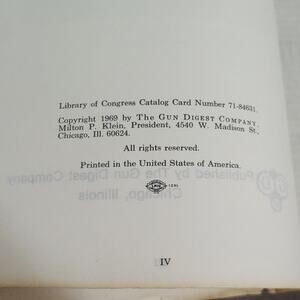 Library of Congress Catalog Card Number 71-84631.
Copyright 1969 by THE GUN DIGEST COMPANY,
Milton P. Klein, President, 4540 W. Madison St.,
Chicago, Ill. 60624.
All rights reserved.
Printed in the United States of America.
Published by The Gun Digest Company
Chicago, Illinois
IV